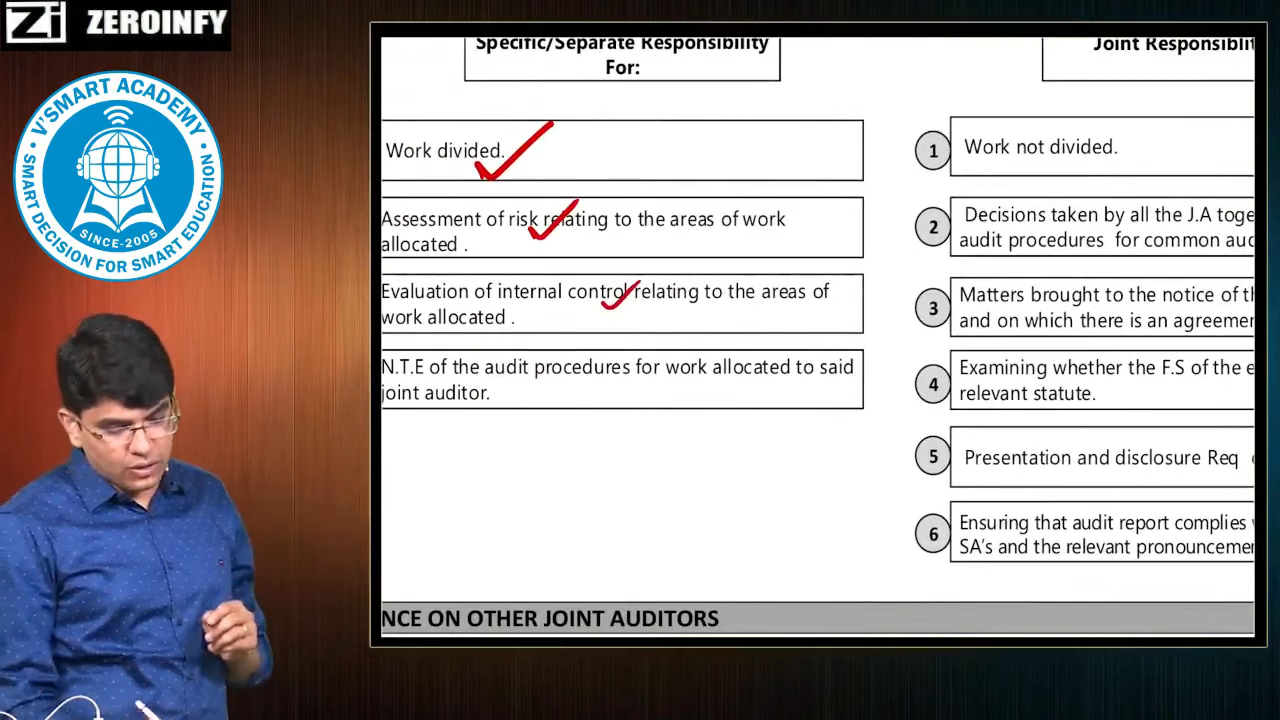 Zi ZEROINFY
V'SMART ACADEMY
SMART DECISION FOR SMART EDUCATION
SINCE-2005
Specific/Separate Responsibility
For:
Work divided.
Assessment of risk relating to the areas of work
allocated .
Evaluation of internal control relating to the areas of
work allocated .
N.T.E of the audit procedures for work allocated to said
joint auditor.
Joint Responsiblit
1
Work not divided.
2
Decisions taken by all the J.A toge
audit procedures for common auc
3
Matters brought to the notice of th
and on which there is an agreemer
4
Examining whether the F.S of the e
relevant statute.
5
Presentation and disclosure Req
6
Ensuring that audit report complies
SA's and the relevant pronounceme
NCE ON OTHER JOINT AUDITORS